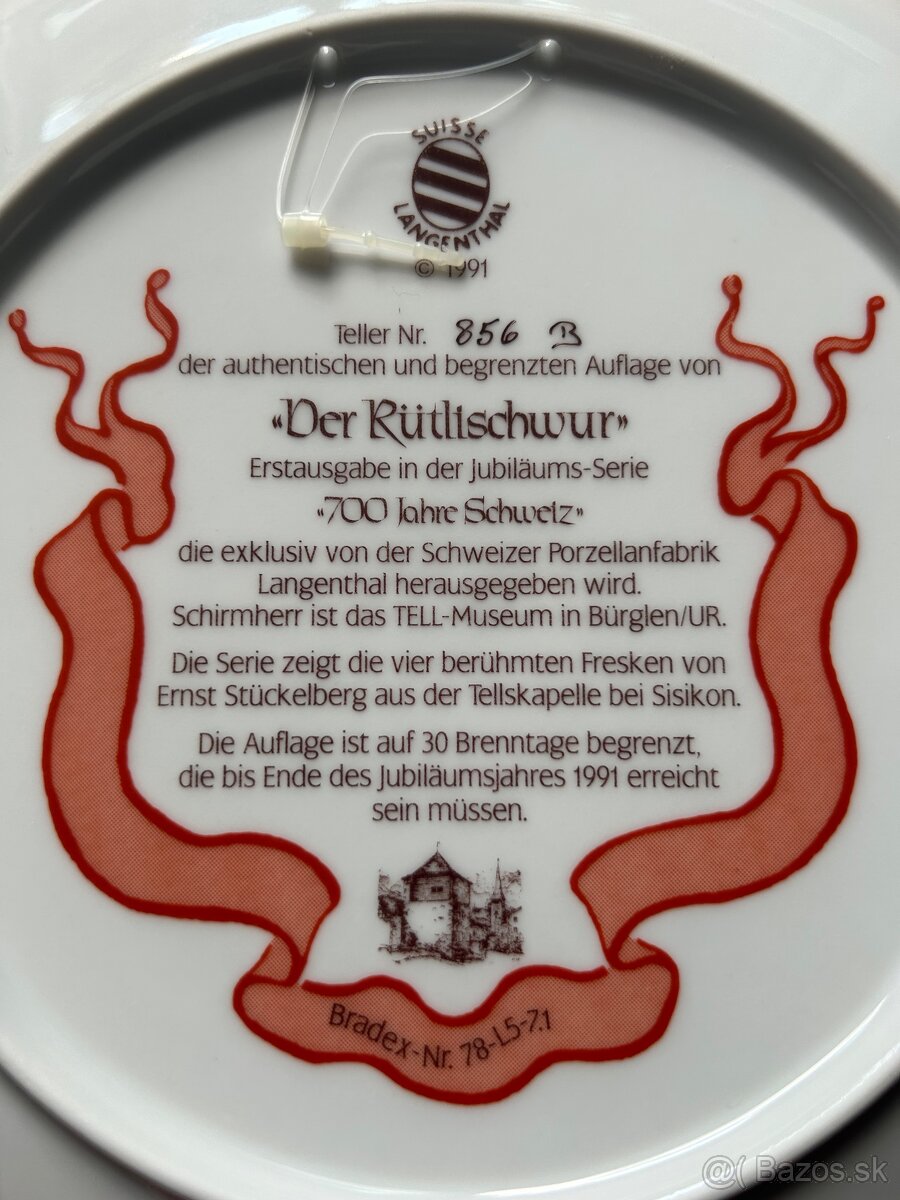 SUISSE
LANGENTHAL
© 1991
Teller Nr. 856 B
der authentischen und begrenzten Auflage von
«Der Rütlischwur»
Erstausgabe in der Jubiläums-Serie
«700 Jahre Schweiz»
die exklusiv von der Schweizer Porzellanfabrik
Langenthal herausgegeben wird.
Schirmherr ist das TELL-Museum in Bürglen/UR.
Die Serie zeigt die vier berühmten Fresken von
Ernst Stückelberg aus der Tellskapelle bei Sisikon.
Die Auflage ist auf 30 Brenntage begrenzt,
die bis Ende des Jubiläumsjahres 1991 erreicht
sein müssen.
Bradex-Nr. 78-L5-7.1
@( Bazos.sk